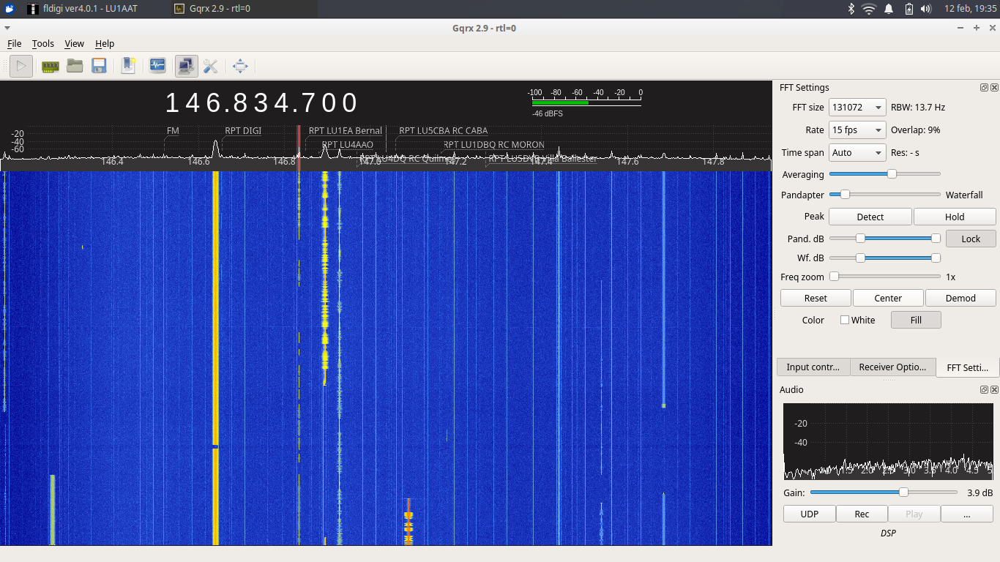 fldigi ver4.0.1 - LU1AAT
Gqrx 2.9 - rtl=0
12 feb, 19:35
Gqrx 2.9 - rtl=0
File Tools View Help
146.834.700
-100 -80 -60 -40 -20 0
-46 dBFS
-20
-40
-60
FM RPT DIGI RPT LU1EA Bernal RPT LU5CBA RC CABA
RPT LU4AAO RPT LU1DBQ RC MORON
RC Quilmes Villa Ballester
146.4 146.6 146.8 147.0 147.2 147.4 147.6 147.8
FFT Settings
FFT size 131072 RBW: 13.7 Hz
Rate 15 fps Overlap: 9%
Time span Auto Res: - s
Averaging
Pandapter Waterfall
Peak Detect Hold
Pand. dB Lock
Wf. dB
Freq zoom 1x
Reset Center Demod
Color White Fill
Input contr... Receiver Optio... FFT Setti...
Audio
-20
-40
1.5 2.0 2.5 3.0 3.5 4.0 4.5 5
Gain: 3.9 dB
UDP Rec Play ...
DSP